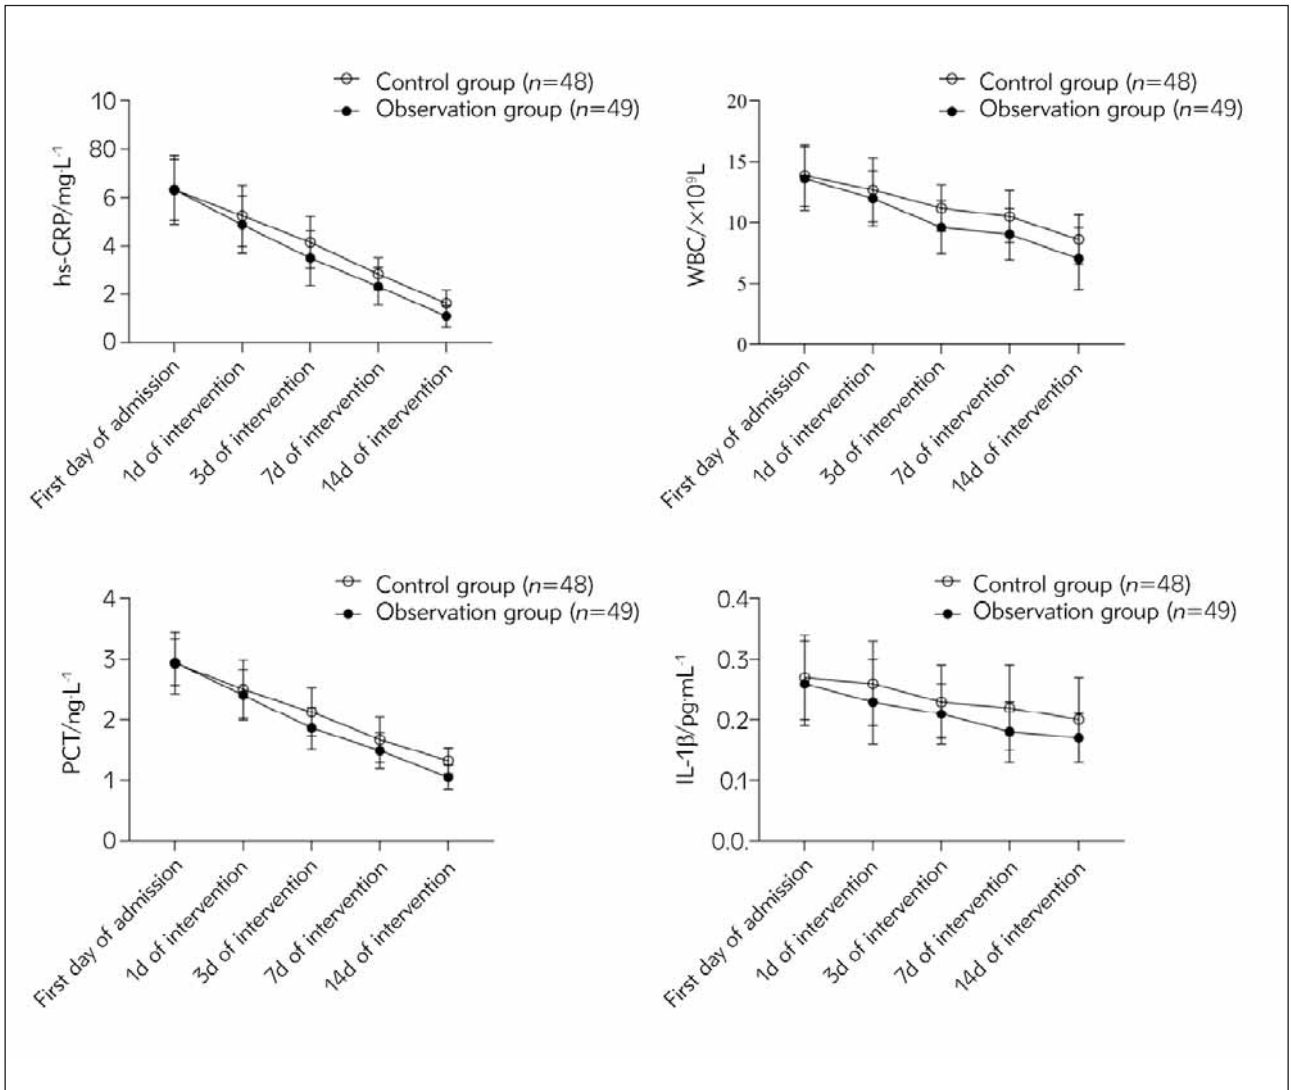 Control group (n=48)
Observation group (n=49)
hs-CRP/mg·L-1
10
80
6
4
2
0
First day of admission
1d of intervention
3d of intervention
7d of intervention
14d of intervention
Control group (n=48)
Observation group (n=49)
WBC/×10⁹L
20
15
10
5
0
First day of admission
1d of intervention
3d of intervention
7d of intervention
14d of intervention
Control group (n=48)
Observation group (n=49)
PCT/ng·L-1
4
3
2
1
0
First day of admission
1d of intervention
3d of intervention
7d of intervention
14d of intervention
Control group (n=48)
Observation group (n=49)
IL-1β/pg·mL-1
0.4
0.3
0.2
0.1
0.0.
First day of admission
1d of intervention
3d of intervention
7d of intervention
14d of intervention